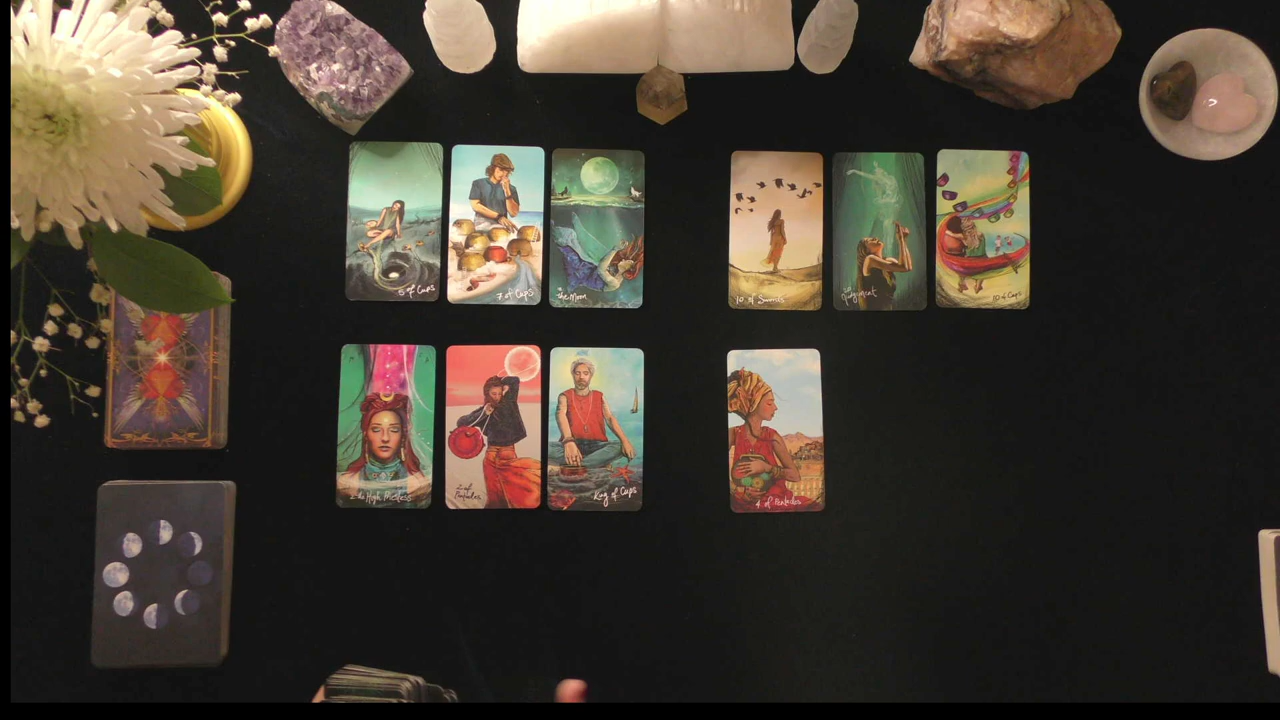 5 of Cups
7 of Cups
the Moon
10 of Swords
Judgement
10 of Cups
the High Priestess
2 of
Pentacles
King of Cups
4 of Pentacles